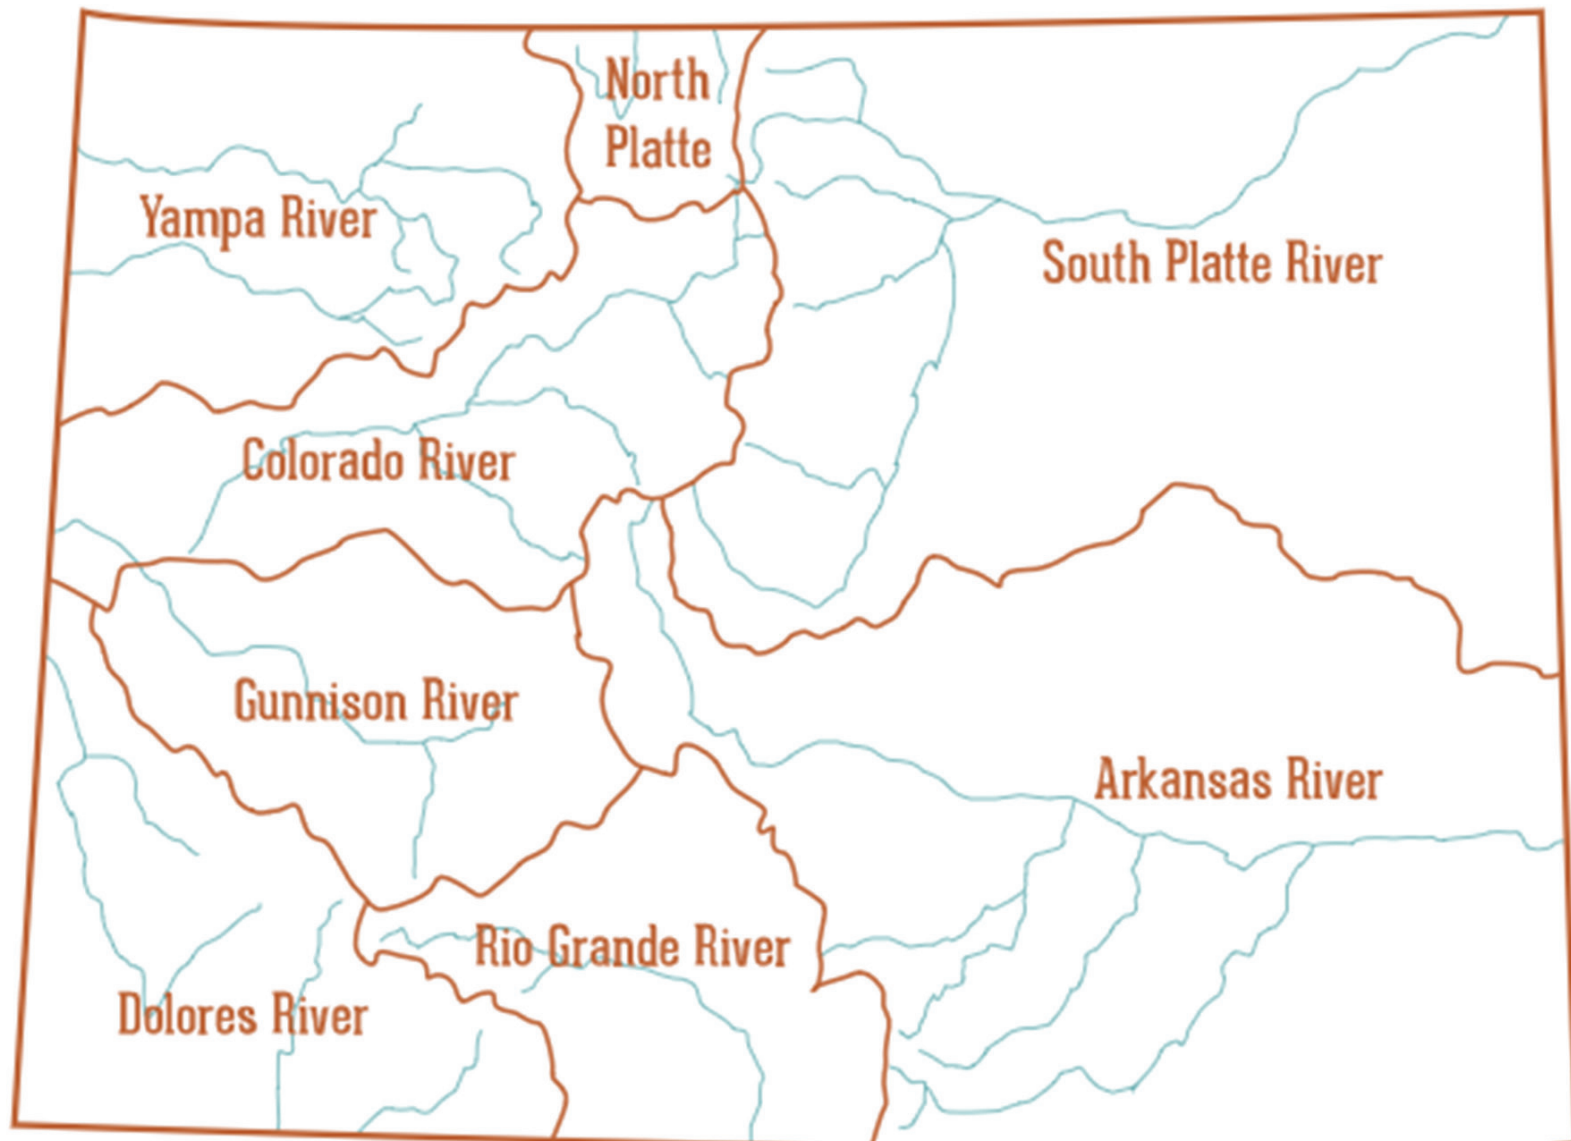 North
Platte
Yampa River
South Platte River
Colorado River
Gunnison River
Arkansas River
Rio Grande River
Dolores River